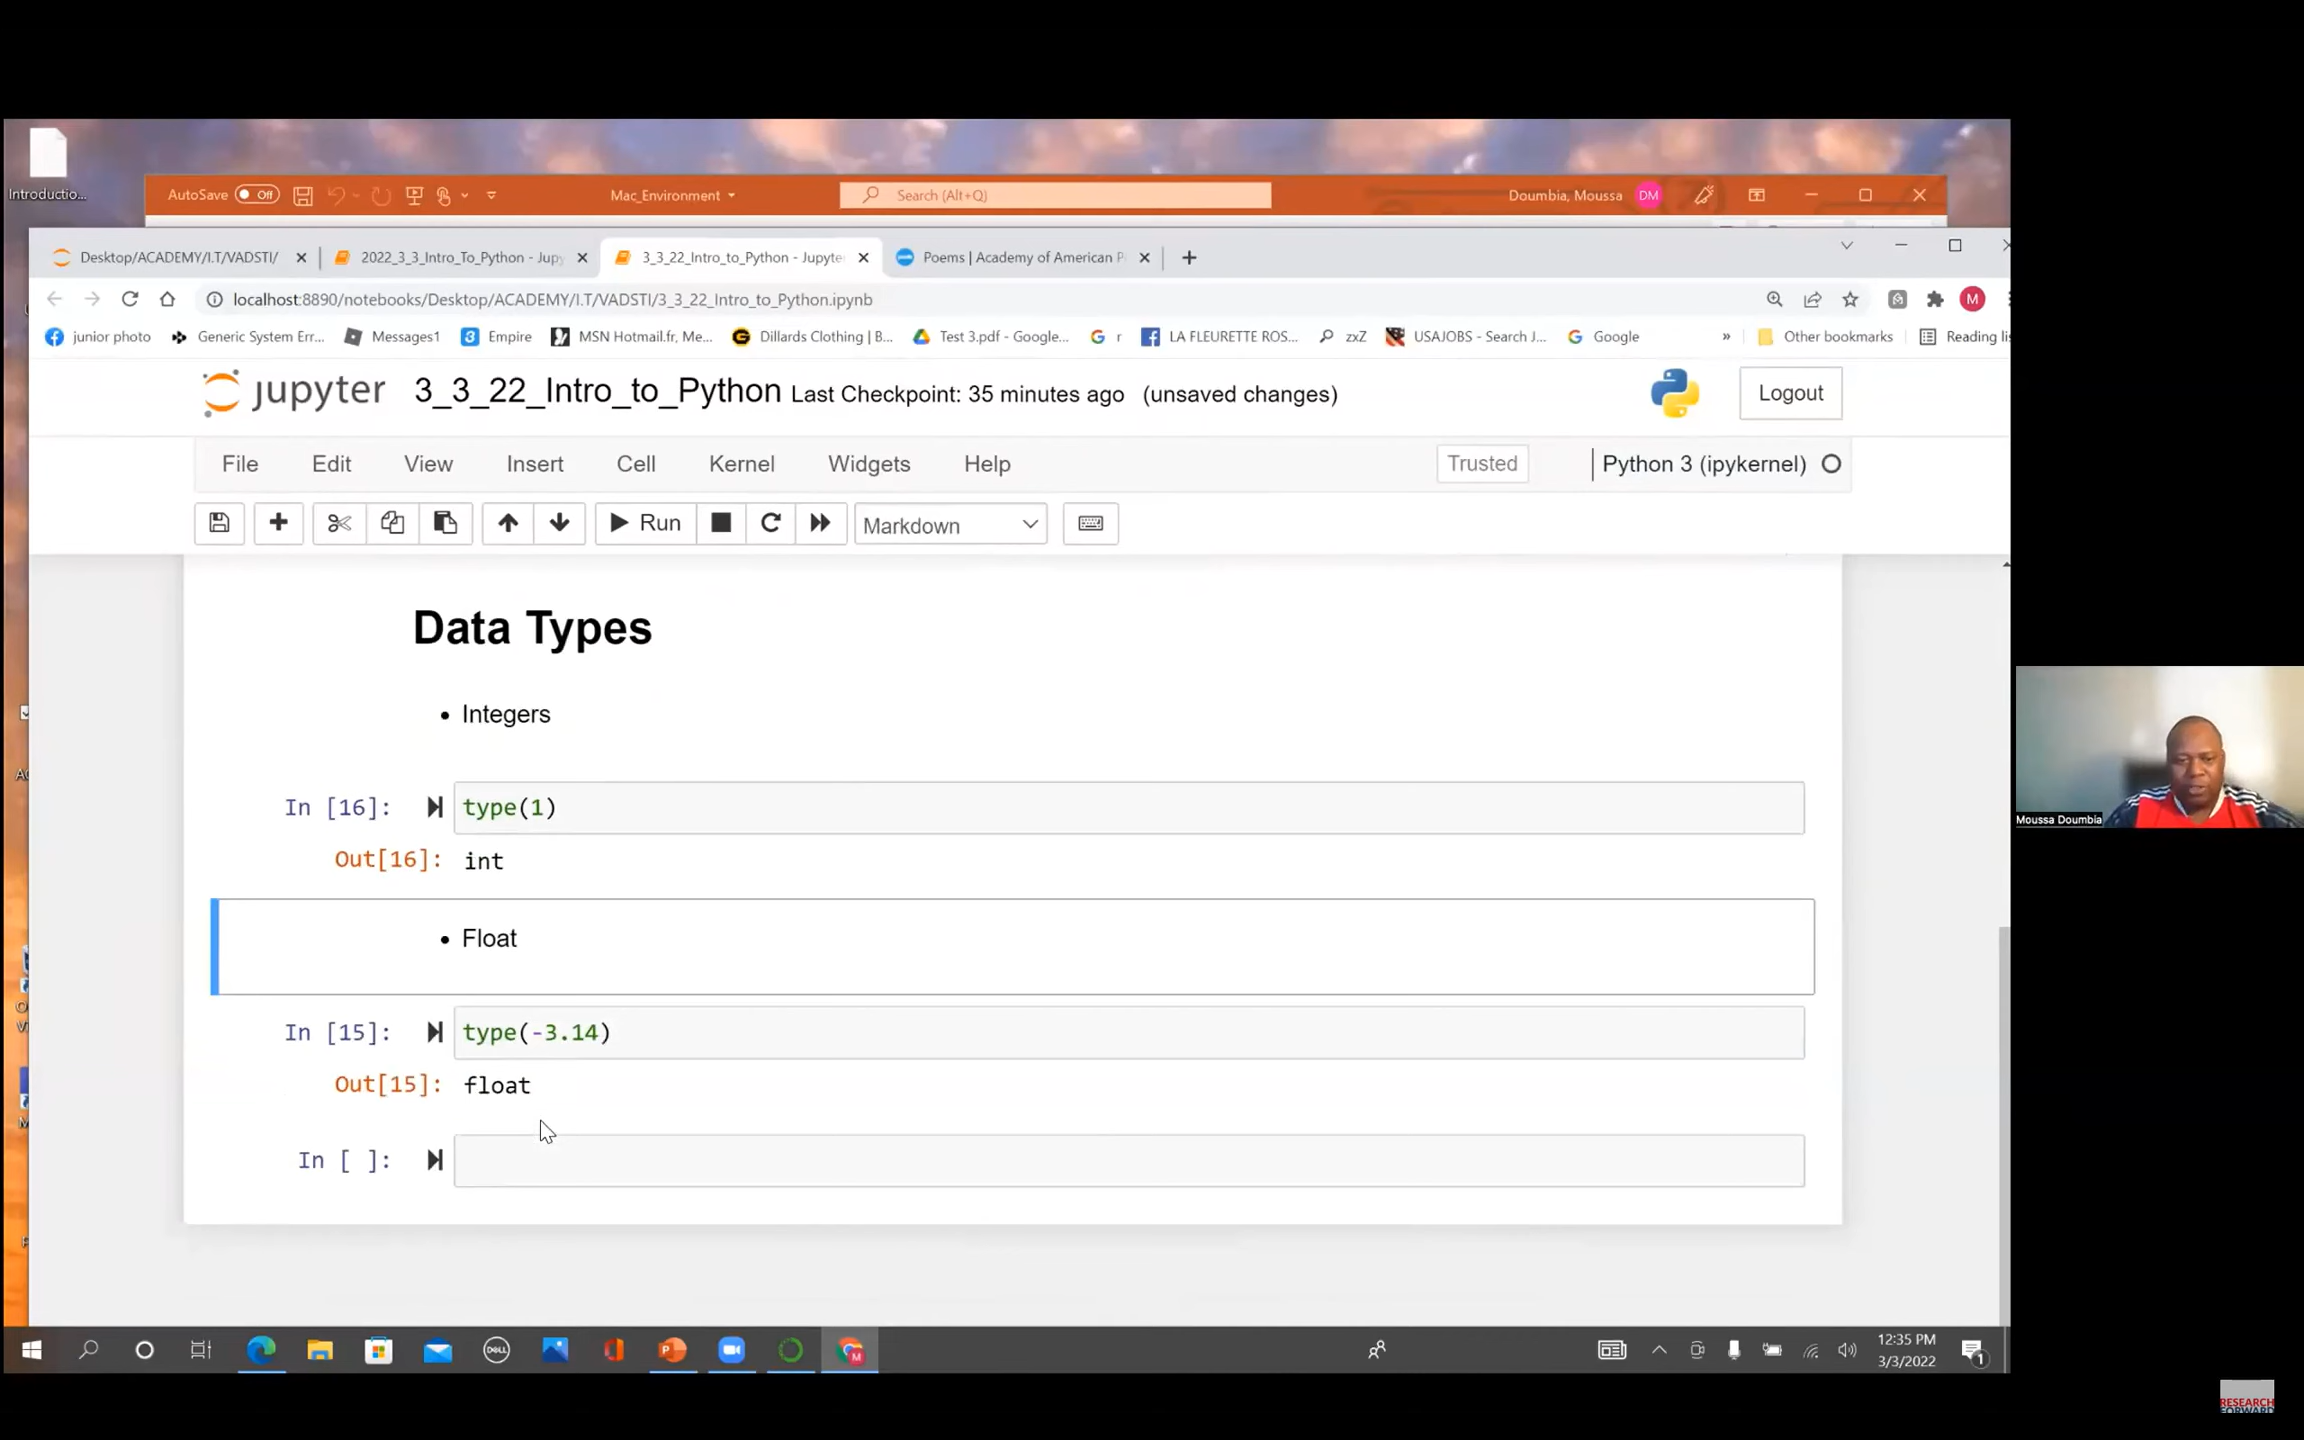 Introductio...
AutoSave Off Mac_Environment Search (Alt+Q) Doumbia, Moussa DM
Desktop/ACADEMY/I.T/VADSTI/ 2022_3_3_Intro_To_Python - Jupy 3_3_22_Intro_to_Python - Jupyte Poems | Academy of American P
localhost:8890/notebooks/Desktop/ACADEMY/I.T/VADSTI/3_3_22_Intro_to_Python.ipynb M
junior photo Generic System Err... Messages1 Empire MSN Hotmail.fr, Me... Dillards Clothing | B... Test 3.pdf - Google... r LA FLEURETTE ROS... zxZ USAJOBS - Search J... Google » Other bookmarks Reading lis
jupyter 3_3_22_Intro_to_Python Last Checkpoint: 35 minutes ago (unsaved changes) Logout
File Edit View Insert Cell Kernel Widgets Help Trusted Python 3 (ipykernel)
Run Markdown
Data Types
• Integers
In [16]: type(1)
Out[16]: int
Moussa Doumbia
• Float
In [15]: type(-3.14)
Out[15]: float
In [ ]:
12:35 PM
3/3/2022
1
RESEARCH
FORWARD